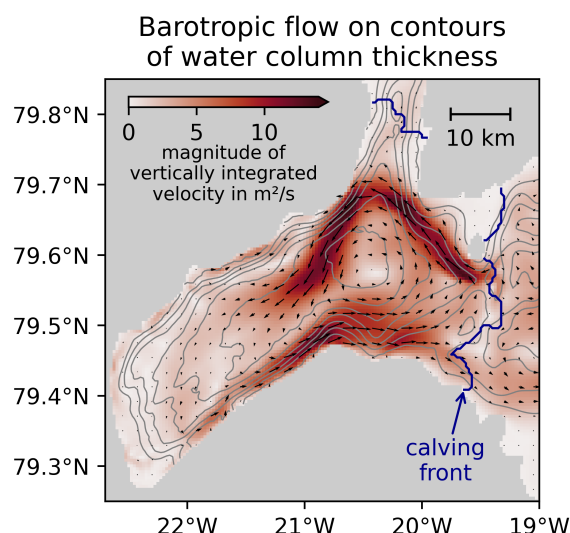 Barotropic flow on contours
of water column thickness
79.8°N
79.7°N
79.6°N
79.5°N
79.4°N
79.3°N
0 5 10
magnitude of
vertically integrated
velocity in m²/s
10 km
calving
front
22°W 21°W 20°W 19°W